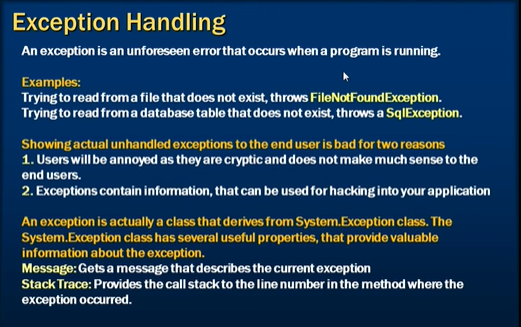 Exception Handling
An exception is an unforeseen error that occurs when a program is running.
Examples:
Trying to read from a file that does not exist, throws FileNotFoundException.
Trying to read from a database table that does not exist, throws a SqlException.
Showing actual unhandled exceptions to the end user is bad for two reasons
1. Users will be annoyed as they are cryptic and does not make much sense to the
end users.
2. Exceptions contain information, that can be used for hacking into your application
An exception is actually a class that derives from System.Exception class. The
System.Exception class has several useful properties, that provide valuable
information about the exception.
Message: Gets a message that describes the current exception
Stack Trace: Provides the call stack to the line number in the method where the
exception occurred.